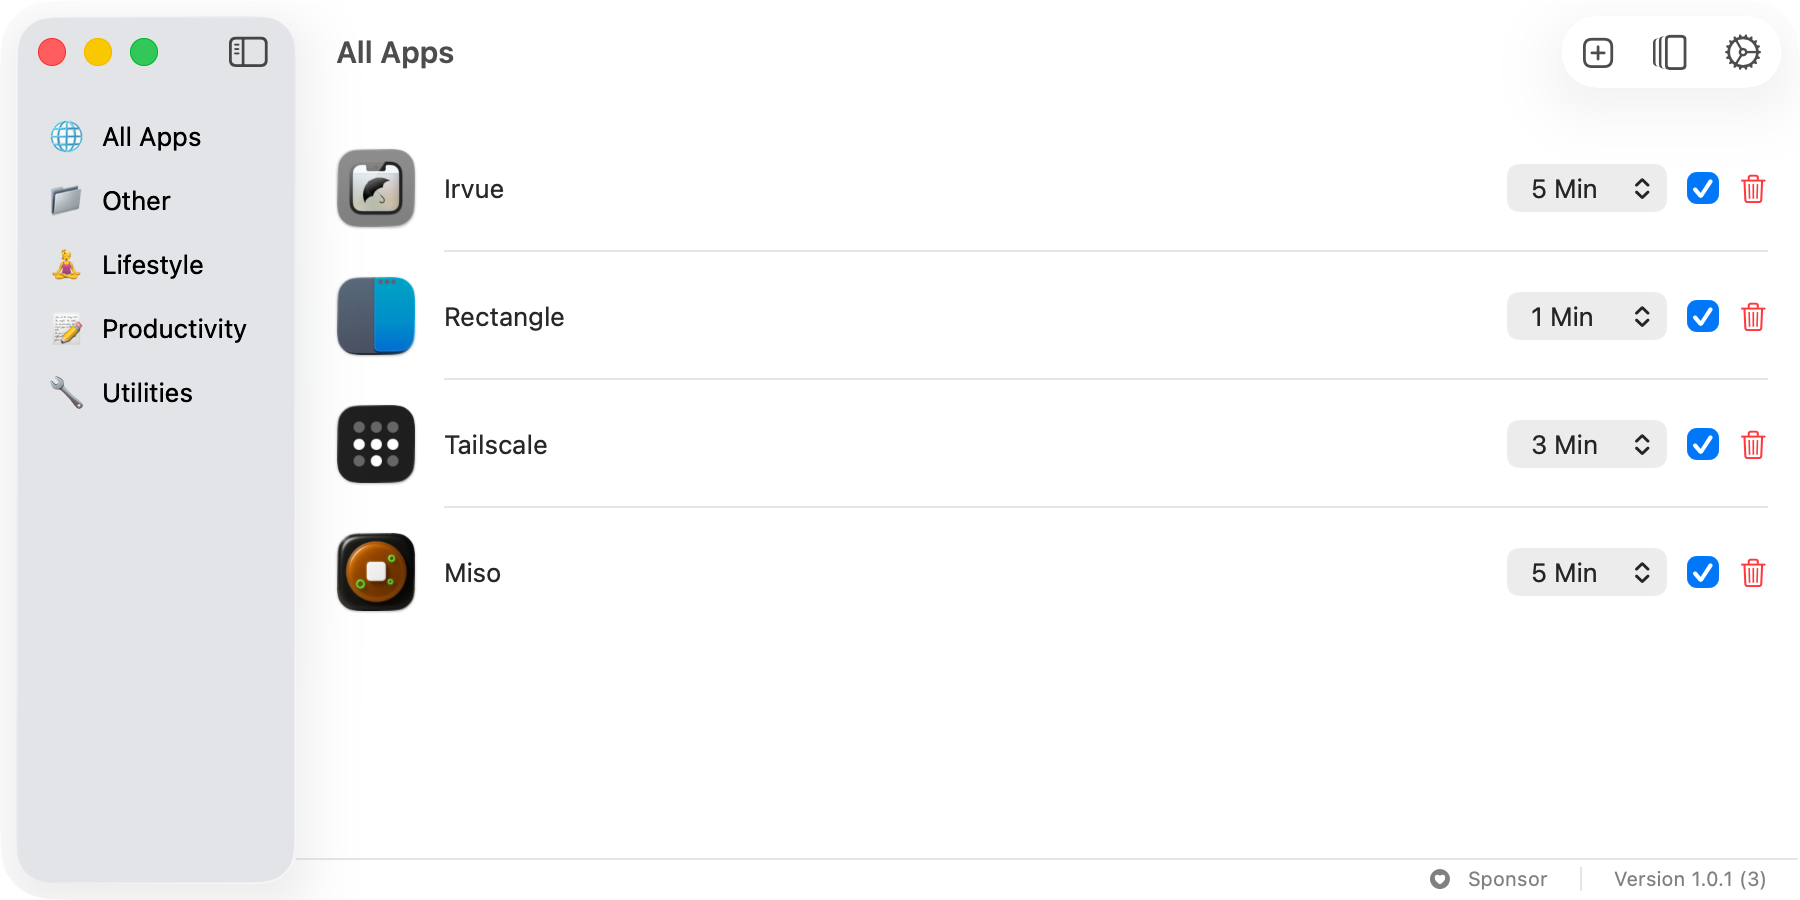 All Apps
Other
Lifestyle
Productivity
Utilities
All Apps
Irvue
5 Min
Rectangle
1 Min
Tailscale
3 Min
Miso
5 Min
Sponsor
Version 1.0.1 (3)